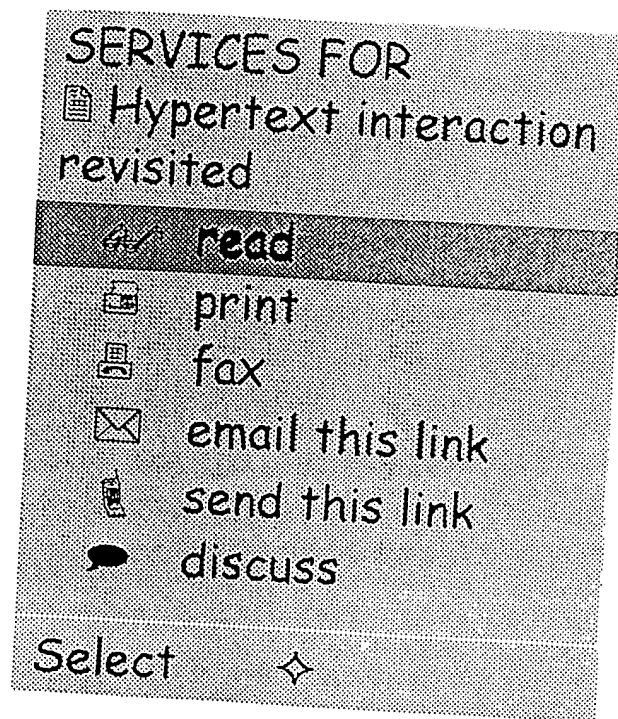 SERVICES FOR
Hypertext interaction
revisited
read
print
fax
email this link
send this link
discuss
Select